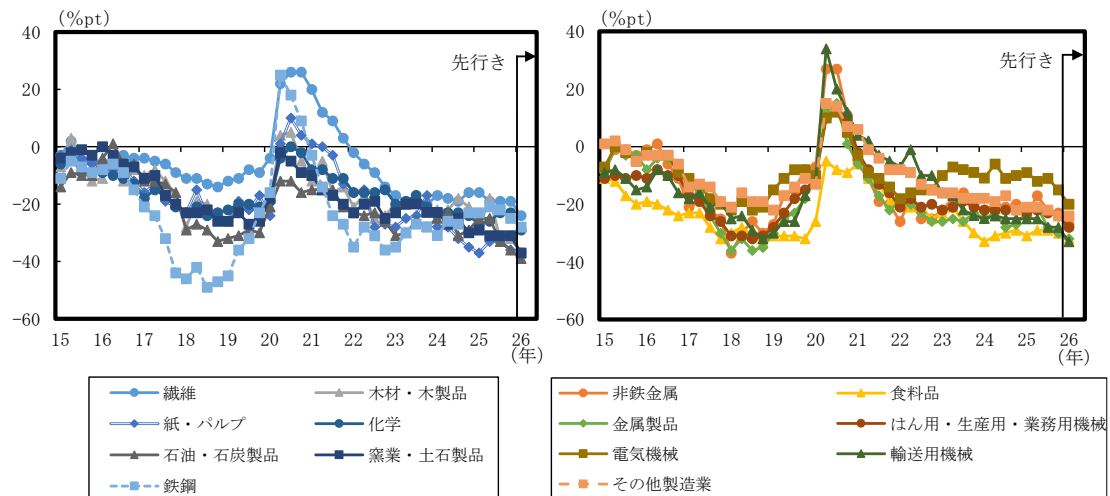 (%pt)
40
20
0
−20
−40
−60
先行き
15 16 17 18 19 20 21 22 23 24 25 26
(年)
繊維 木材・木製品
紙・パルプ 化学
石油・石炭製品 窯業・土石製品
鉄鋼
(%pt)
40
20
0
−20
−40
−60
先行き
15 16 17 18 19 20 21 22 23 24 25 26
(年)
非鉄金属 食料品
金属製品 はん用・生産用・業務用機械
電気機械 輸送用機械
その他製造業